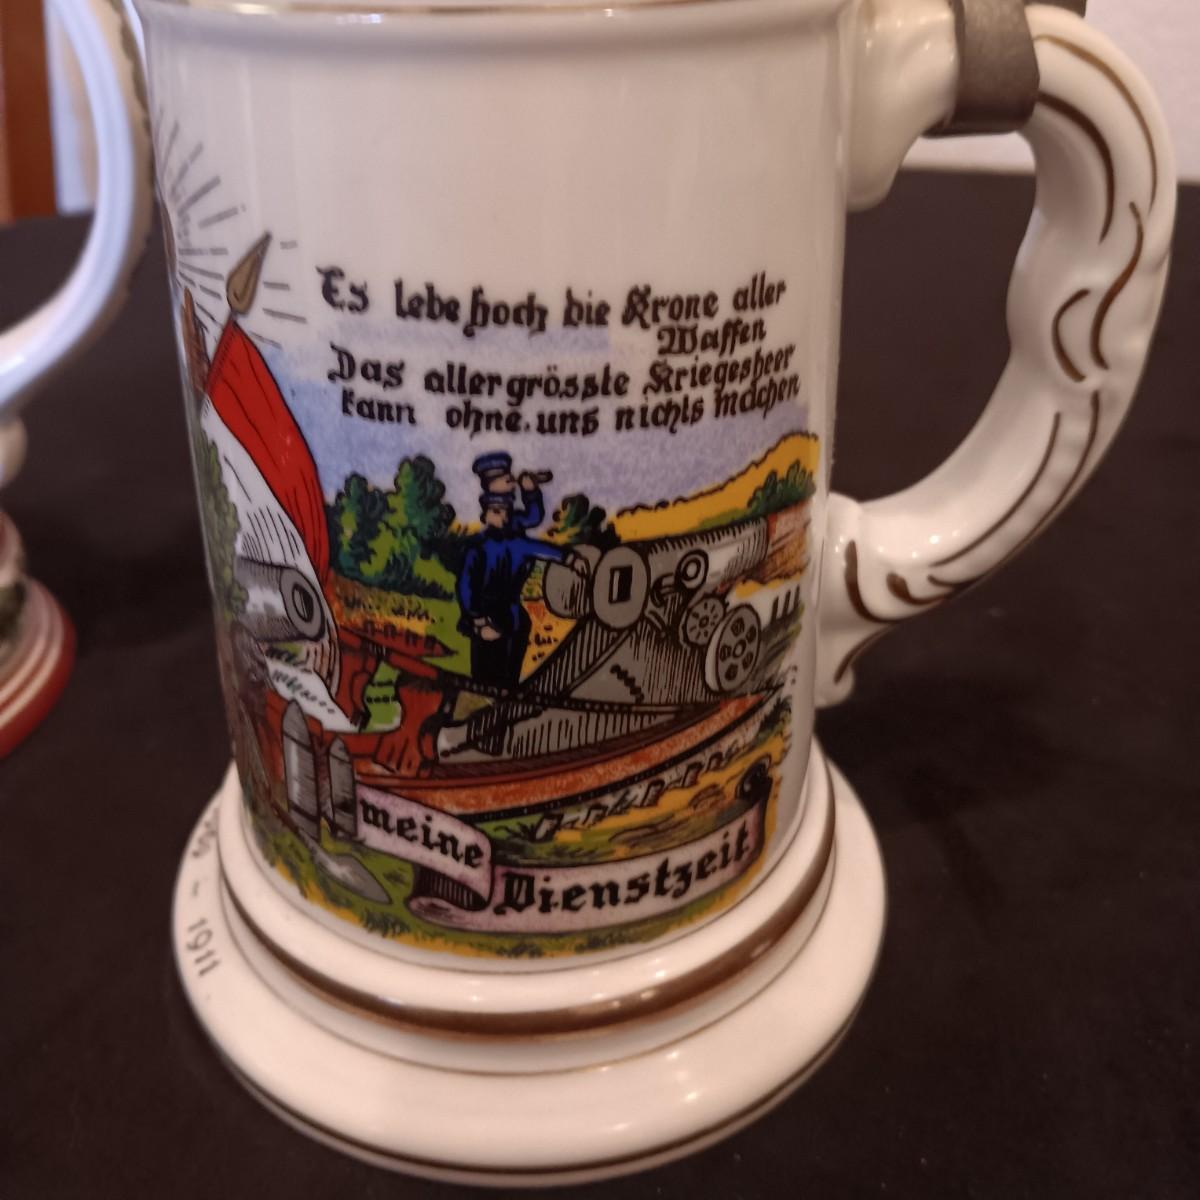 Es lebe hoch die Krone aller
Waffen
Das allergrösste Kriegesheer
kann ohne uns nichts machen
meine
Dienstzeit
- 1911